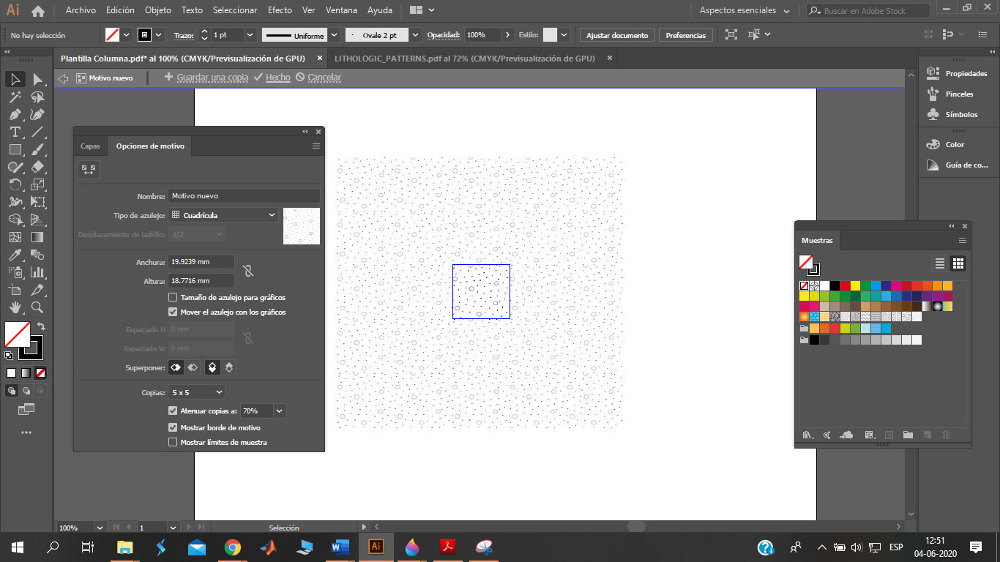 Ai Archivo Edición Objeto Texto Seleccionar Efecto Ver Ventana Ayuda Aspectos esenciales Buscar en Adobe Stock
No hay selección Trazo: 1 pt Uniforme Ovale 2 pt Opacidad: 100% Estilo: Ajustar documento Preferencias
Plantilla Columna.pdf* al 100% (CMYK/Previsualización de GPU) LITHOLOGIC_PATTERNS.pdf al 72% (CMYK/Previsualización de GPU)
Motivo nuevo Guardar una copia Hecho Cancelar
Capas Opciones de motivo
Nombre: Motivo nuevo
Tipo de azulejo: Cuadrícula
Desplazamiento de ladrillo: 1/2
Anchura: 19.9239 mm
Altura: 18.7716 mm
Tamaño de azulejo para gráficos
Mover el azulejo con los gráficos
Espaciado H 0 mm
Espaciado V: 0 mm
Superponer:
Copias: 5 x 5
Atenuar copias a: 70%
Mostrar borde de motivo
Mostrar límites de muestra
Propiedades
Pinceles
Símbolos
Color
Guía de co...
Muestras
100% 1 Selección
W Ai ESP 12:51
04-06-2020